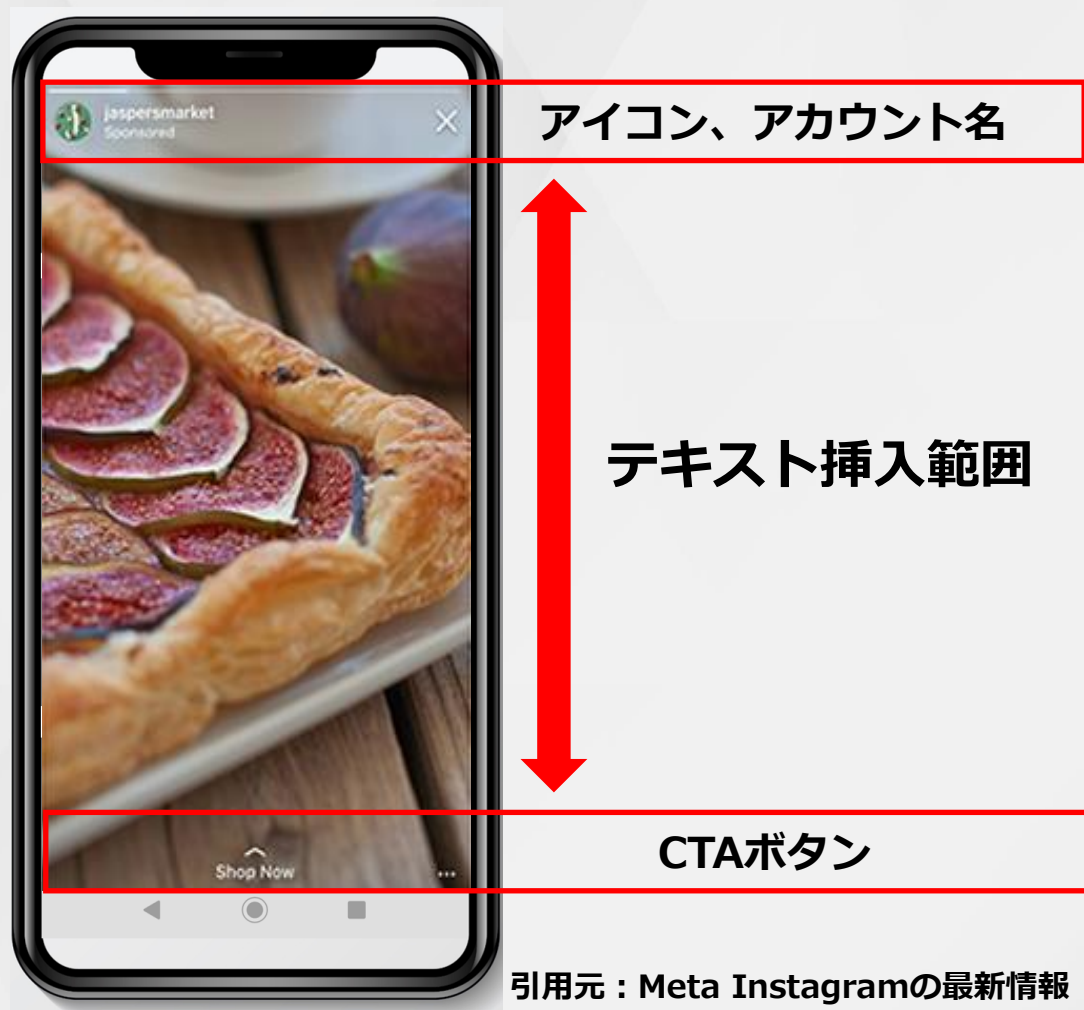 jaspersmarket
Sponsored
アイコン、アカウント名
テキスト挿入範囲
CTAボタン
Shop Now
引用元：Meta Instagramの最新情報